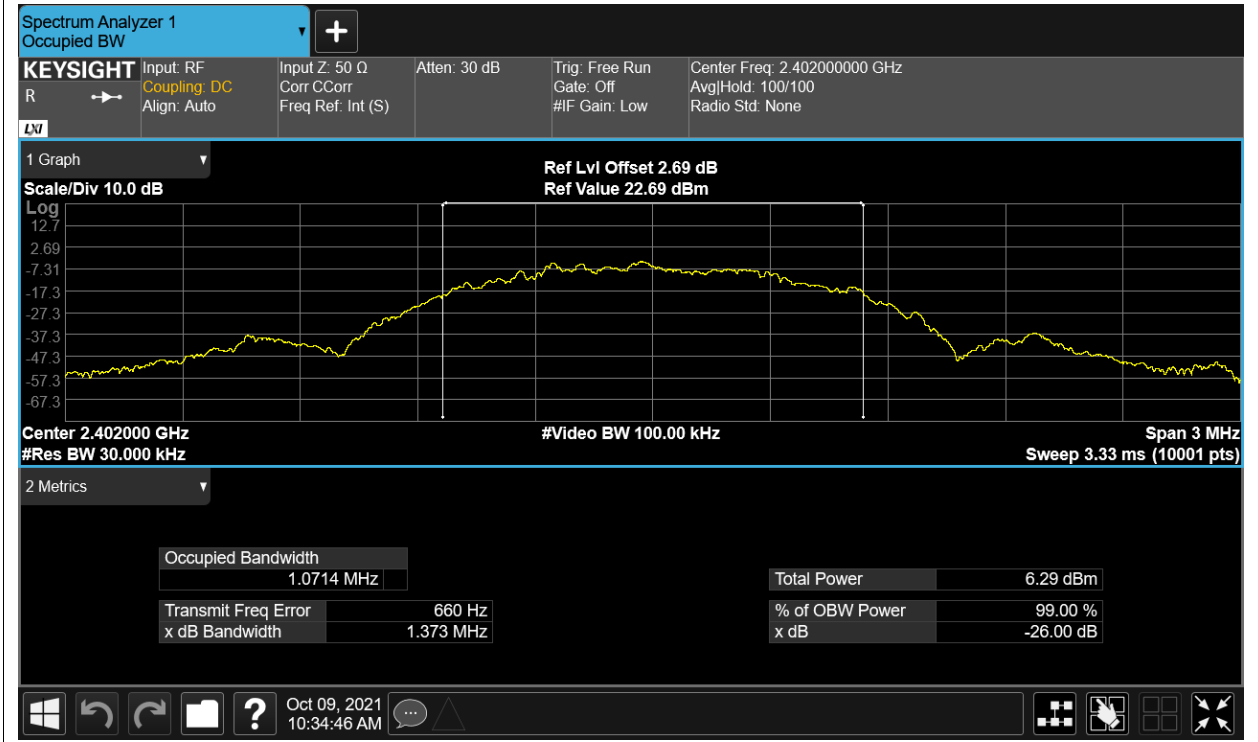 Spectrum Analyzer 1
Occupied BW
KEYSIGHT Input: RF Input Z: 50 Ω Atten: 30 dB Trig: Free Run Center Freq: 2.402000000 GHz
R Coupling: DC Corr CCorr Gate: Off Avg|Hold: 100/100
Align: Auto Freq Ref: Int (S) #IF Gain: Low Radio Std: None
LXI
1 Graph
Ref Lvl Offset 2.69 dB
Scale/Div 10.0 dB Ref Value 22.69 dBm
Log
12.7
2.69
-7.31
-17.3
-27.3
-37.3
-47.3
-57.3
-67.3
Center 2.402000 GHz #Video BW 100.00 kHz Span 3 MHz
#Res BW 30.000 kHz Sweep 3.33 ms (10001 pts)
2 Metrics
Occupied Bandwidth
1.0714 MHz Total Power 6.29 dBm
Transmit Freq Error 660 Hz % of OBW Power 99.00 %
x dB Bandwidth 1.373 MHz x dB -26.00 dB
? Oct 09, 2021
10:34:46 AM